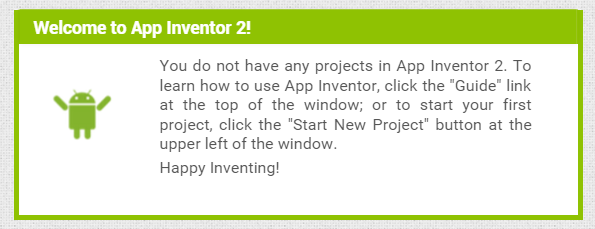 Welcome to App Inventor 2!
You do not have any projects in App Inventor 2. To
learn how to use App Inventor, click the "Guide" link
at the top of the window; or to start your first
project, click the "Start New Project" button at the
upper left of the window.
Happy Inventing!